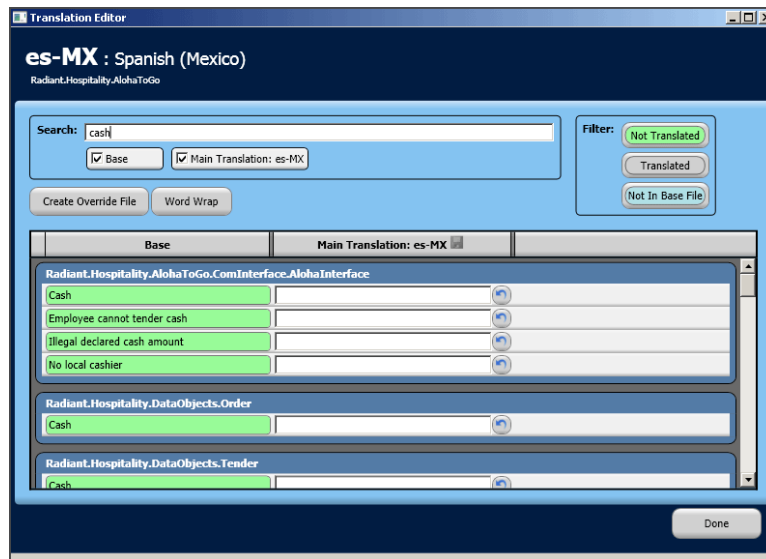 Translation Editor
es-MX : Spanish (Mexico)
Radiant.Hospitality.AlohaToGo
Search: cash
Base
Main Translation: es-MX
Filter:
Not Translated
Translated
Not In Base File
Create Override File
Word Wrap
Base
Main Translation: es-MX
Radiant.Hospitality.AlohaToGo.ComInterface.AlohaInterface
Cash
Employee cannot tender cash
Illegal declared cash amount
No local cashier
Radiant.Hospitality.DataObjects.Order
Cash
Radiant.Hospitality.DataObjects.Tender
Cash
Done